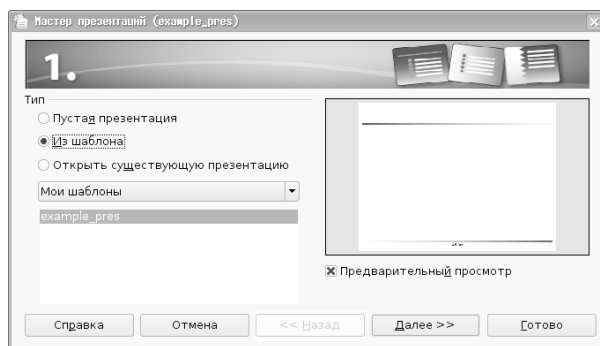 Мастер презентаций (example_pres)
1.
Тип
Пустая презентация
Из шаблона
Открыть существующую презентацию
Мои шаблоны
example_pres
Предварительный просмотр
Справка
Отмена
<< Назад
Далее >>
Готово